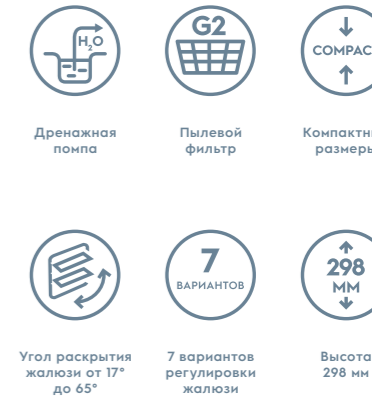 H₂O
G2
COMPAC
Дренажная
помпа
Пылевой
фильтр
Компактн
размеры
7
ВАРИАНТОВ
298
ММ
Угол раскрытия
жалюзи от 17°
до 65°
7 вариантов
регулировки
жалюзи
Высота
298 мм